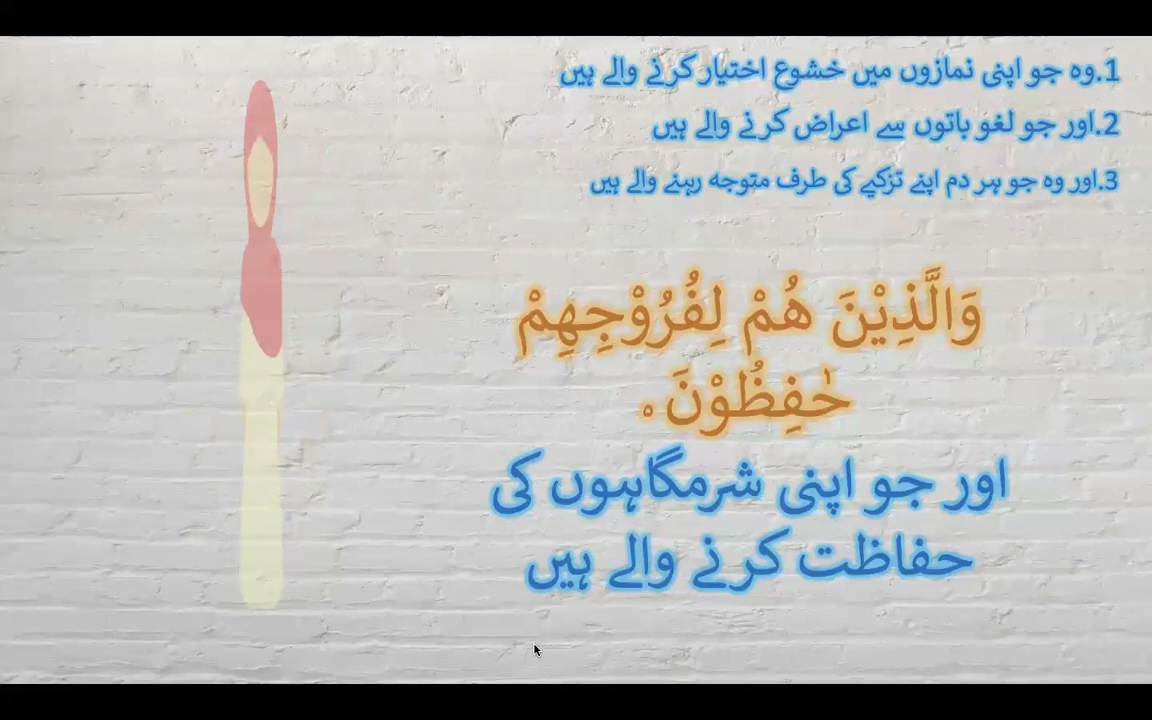 1.وہ جو اپنی نمازوں میں خشوع اختیار کرنے والے ہیں
2.اور جو لغو باتوں سے اعراض کرنے والے ہیں
3.اور وہ جو ہر دم اپنے تزکیے کی طرف متوجہ رہنے والے ہیں
وَالَّذِیْنَ هُمْ لِفُرُوْجِهِمْ
حٰفِظُوْنَ ۰
اور جو اپنی شرمگاہوں کی
حفاظت کرنے والے ہیں